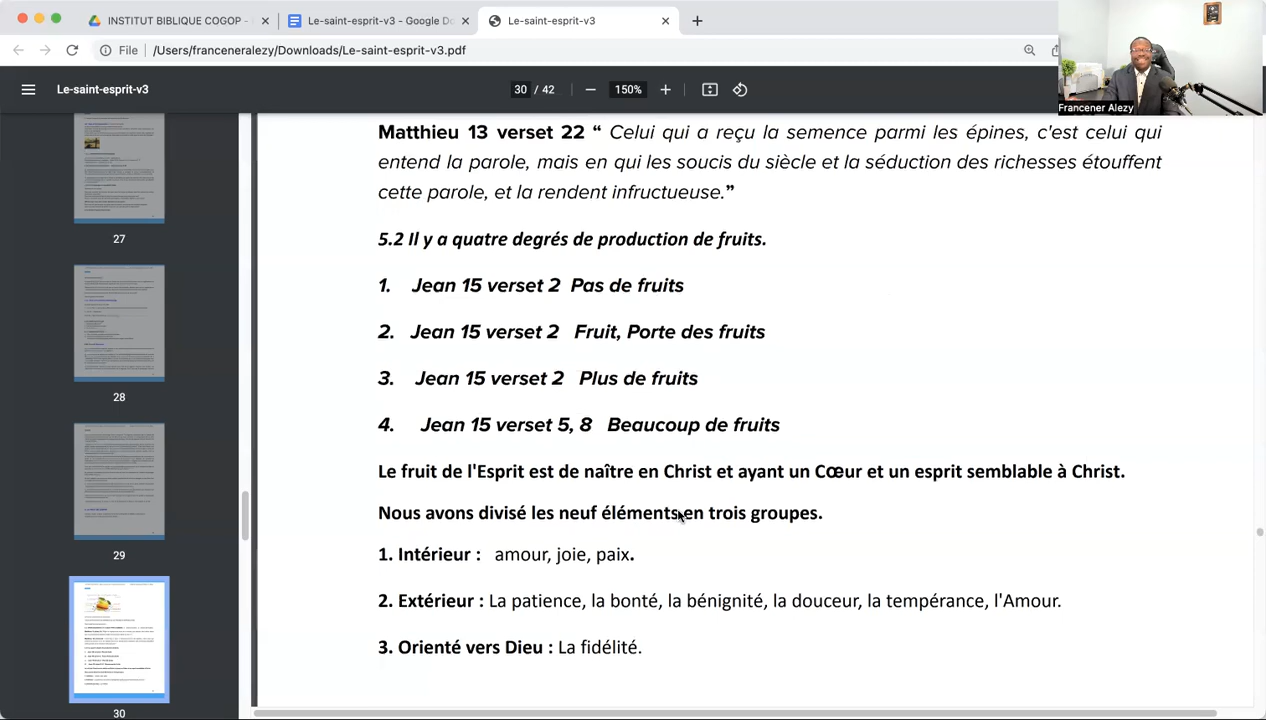 INSTITUT BIBLIQUE COGOP -
Le-saint-esprit-v3 - Google Do
Le-saint-esprit-v3
File
/Users/franceneralezy/Downloads/Le-saint-esprit-v3.pdf
Le-saint-esprit-v3
30 / 42
150%
Francener Alezy
27
28
29
30
Matthieu 13 verset 22 “ Celui qui a reçu la semence parmi les épines, c'est celui qui
entend la parole, mais en qui les soucis du siècle et la séduction des richesses étouffent
cette parole, et la rendent infructueuse.”
5.2 Il y a quatre degrés de production de fruits.
1. Jean 15 verset 2 Pas de fruits
2. Jean 15 verset 2 Fruit, Porte des fruits
3. Jean 15 verset 2 Plus de fruits
4. Jean 15 verset 5, 8 Beaucoup de fruits
Le fruit de l'Esprit est de naître en Christ et ayant un Cœur et un esprit semblable à Christ.
Nous avons divisé les neuf éléments en trois groupes.
1. Intérieur : amour, joie, paix.
2. Extérieur : La patience, la bonté, la bénignité, la douceur, la tempérance, l'Amour.
3. Orienté vers Dieu : La fidélité.